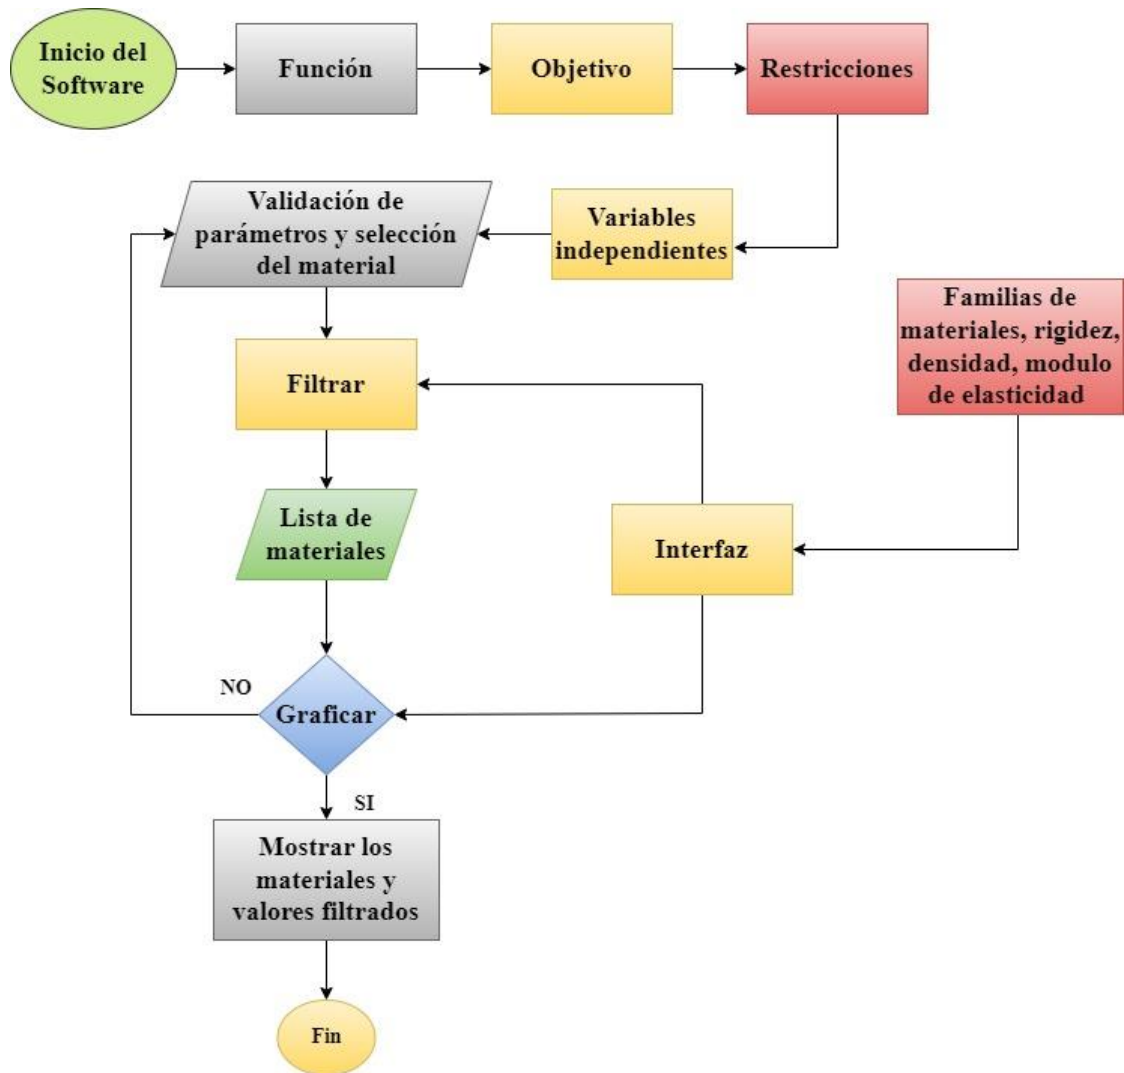 Inicio del
Software
Función
Objetivo
Restricciones
Validación de
parámetros y selección
del material
Variables
independientes
Familias de
materiales, rigidez,
densidad, modulo
de elasticidad
Filtrar
Lista de
materiales
Interfaz
NO
Graficar
SI
Mostrar los
materiales y
valores filtrados
Fin